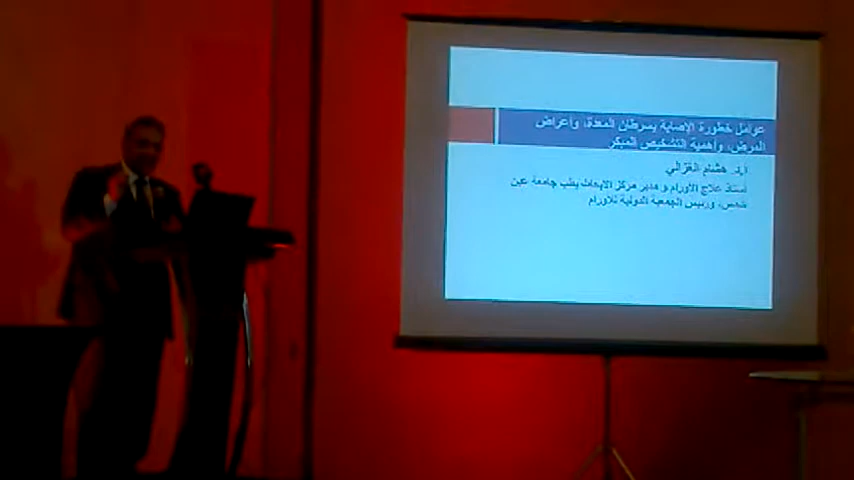 عوامل خطورة الإصابة بسرطان المعدة، وأعراض
المرض، وأهمية التشخيص المبكر
أ.د. هشام الغزالي
أستاذ علاج الأورام و مدير مركز الابحاث بطب جامعة عين
شمس، ورئيس الجمعية الدولية للأورام